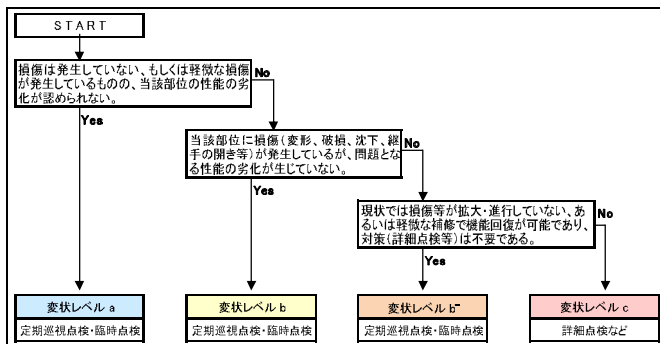 START
損傷は発生していない、もしくは軽微な損傷
が発生しているものの、当該部位の性能の劣
化が認められない。
No
Yes
当該部位に損傷(変形、破損、沈下、継
手の開き等)が発生しているが、問題とな
る性能の劣化が生じていない。
No
Yes
現状では損傷等が拡大・進行していない、あ
るいは軽微な補修で機能回復が可能であり、
対策(詳細点検等)は不要である。
No
Yes
変状レベルa
定期巡視点検・臨時点検
変状レベルb
定期巡視点検・臨時点検
変状レベルb⁻
定期巡視点検・臨時点検
変状レベルc
詳細点検など